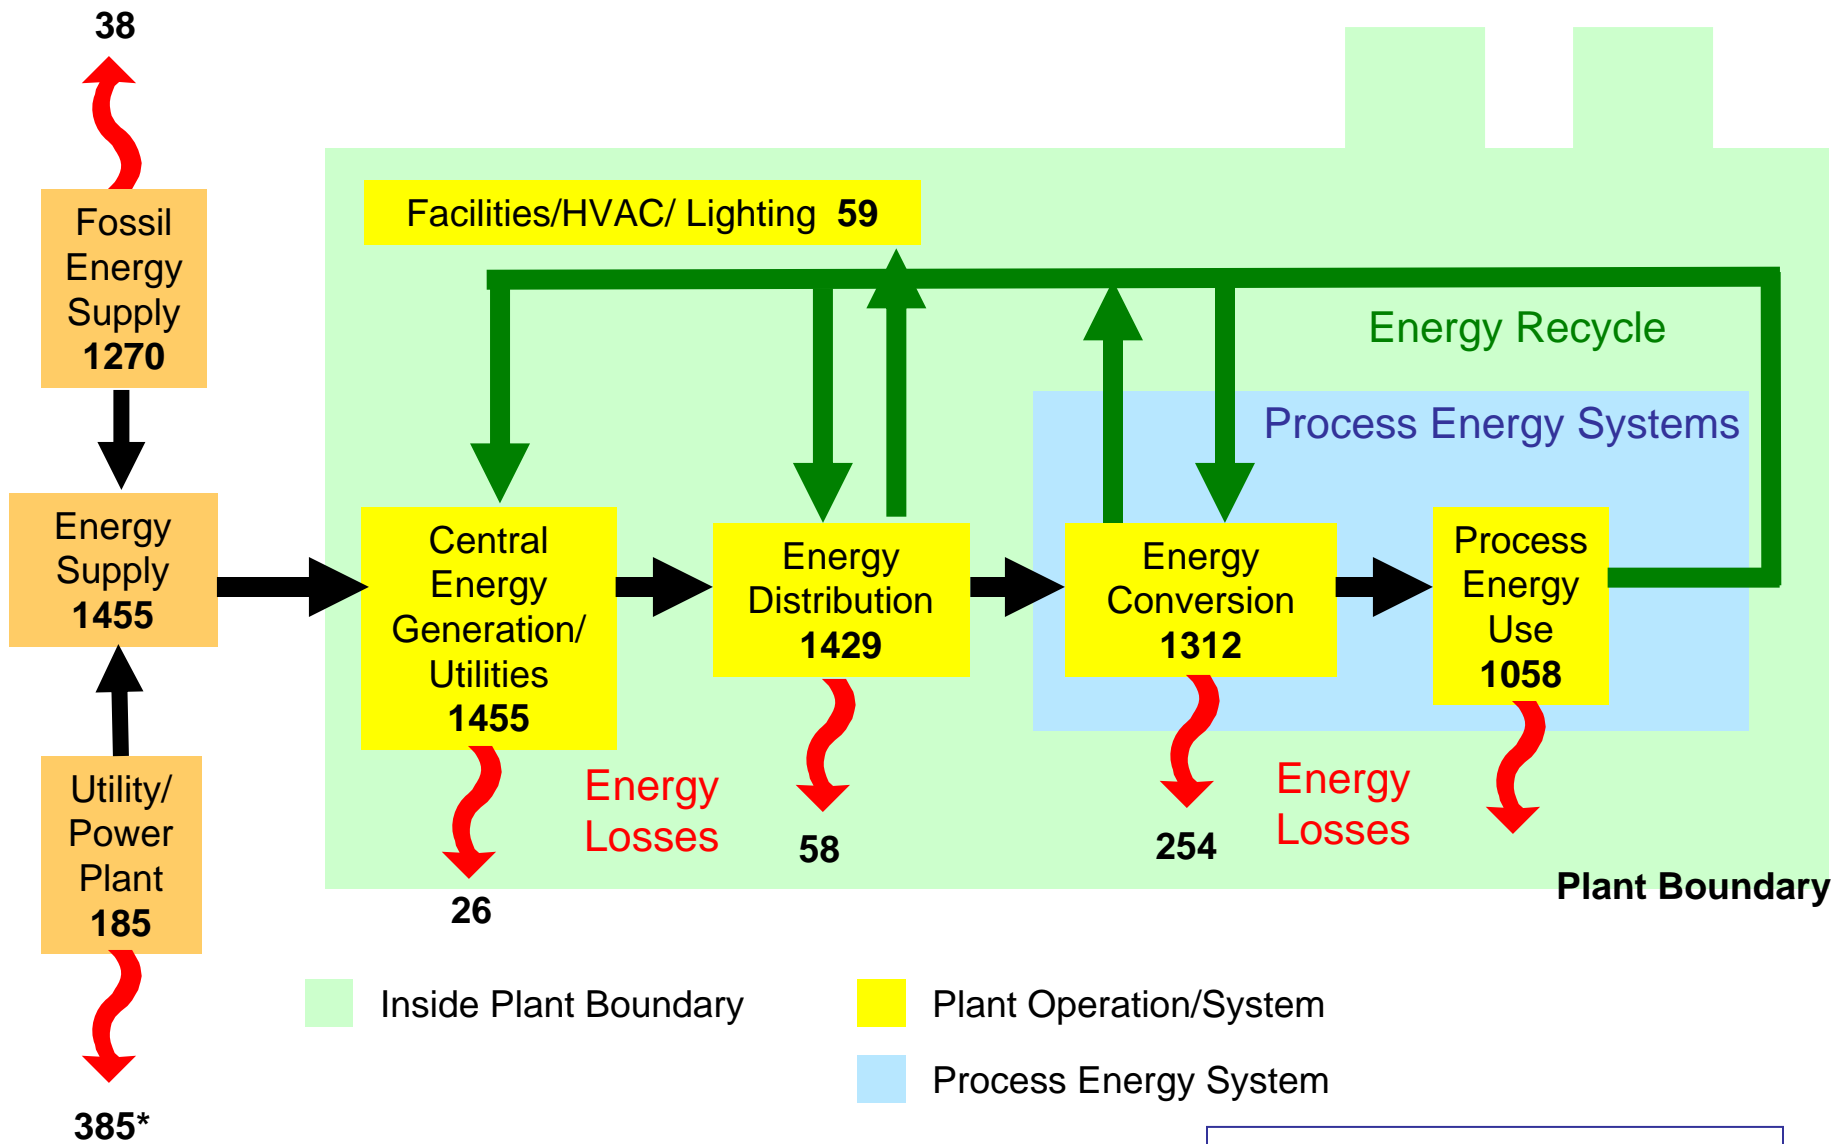 38
Fossil
Energy
Supply
1270
Energy
Supply
1455
Utility/
Power
Plant
185
385*
Facilities/HVAC/ Lighting 59
Energy Recycle
Process Energy Systems
Central
Energy
Generation/
Utilities
1455
Energy
Distribution
1429
Energy
Conversion
1312
Process
Energy
Use
1058
Energy
Losses
26
58
254
Energy
Losses
Plant Boundary
Inside Plant Boundary
Plant Operation/System
Process Energy System